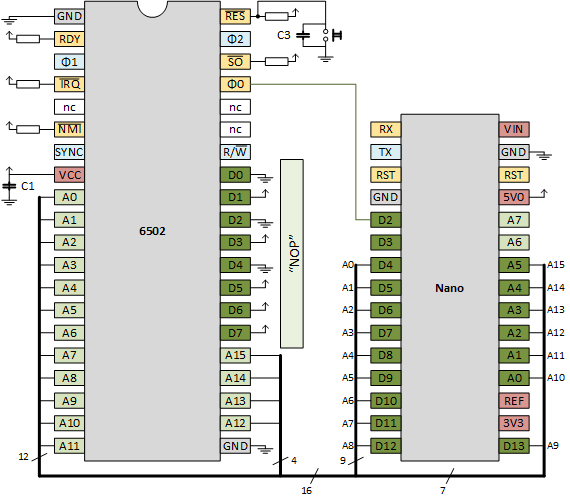 GND
RDY
Φ1
IRQ
nc
NMI
SYNC
VCC
C1
A0
A1
A2
A3
A4
A5
A6
A7
A8
A9
A10
A11
12
6502
RES
Φ2
SO
Φ0
nc
nc
R/W
D0
D1
D2
D3
D4
D5
D6
D7
A15
A14
A13
A12
GND
4
C3
"NOP"
16
RX
TX
RST
GND
D2
D3
A0 D4
A1 D5
A2 D6
A3 D7
A4 D8
A5 D9
A6 D10
A7 D11
A8 D12
9
Nano
VIN
GND
RST
5V0
A7
A6
A5 A15
A4 A14
A3 A13
A2 A12
A1 A11
A0 A10
REF
3V3
D13 A9
7